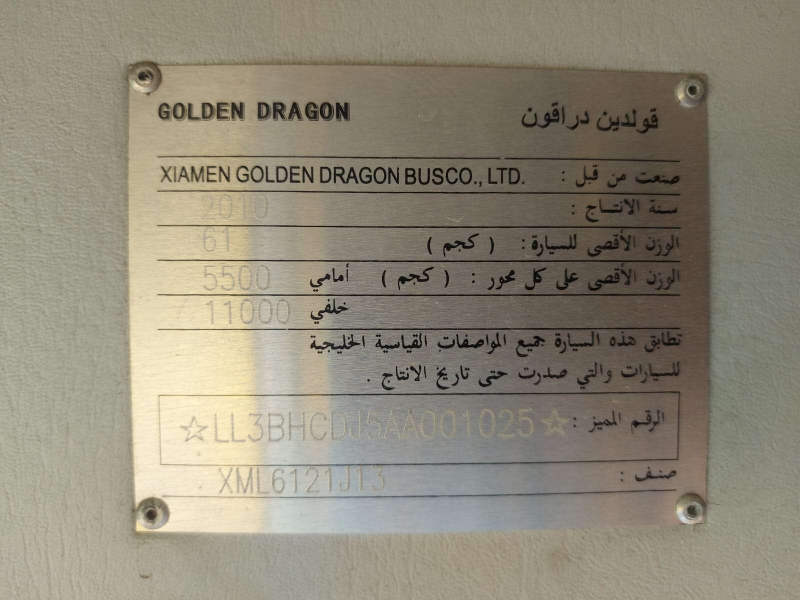 GOLDEN DRAGON قولدين دراقون
صنعت من قبل : XIAMEN GOLDEN DRAGON BUSCO., LTD.
سنة الانتاج : 2010
الوزن الأقصى للسيارة : ( كجم ) 61
الوزن الأقصى على كل محور : ( كجم ) أمامي 5500
خلفي 11000
تطابق هذه السيارة جميع المواصفات القياسية الخليجية
للسيارات والتي صدرت حتى تاريخ الانتاج .
الرقم المميز : ☆LL3BHCDJ5AA001025☆
صنف : XML6121J13